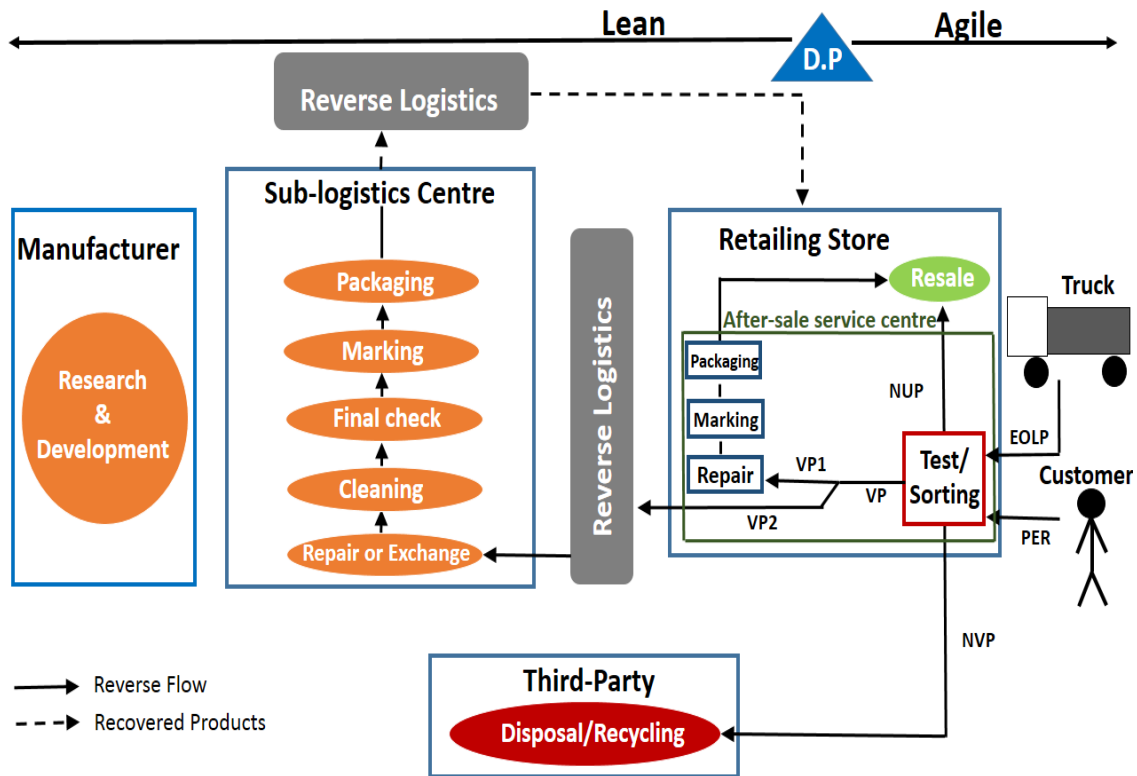 Lean
Agile
D.P
Reverse Logistics
Sub-logistics Centre
Manufacturer
Research
&
Development
Packaging
Marking
Final check
Cleaning
Repair or Exchange
Reverse Logistics
Retailing Store
Resale
After-sale service centre
Packaging
Marking
Repair
NUP
VP1
VP
VP2
Test/
Sorting
Truck
EOLP
Customer
PER
NVP
Third-Party
Disposal/Recycling
Reverse Flow
Recovered Products